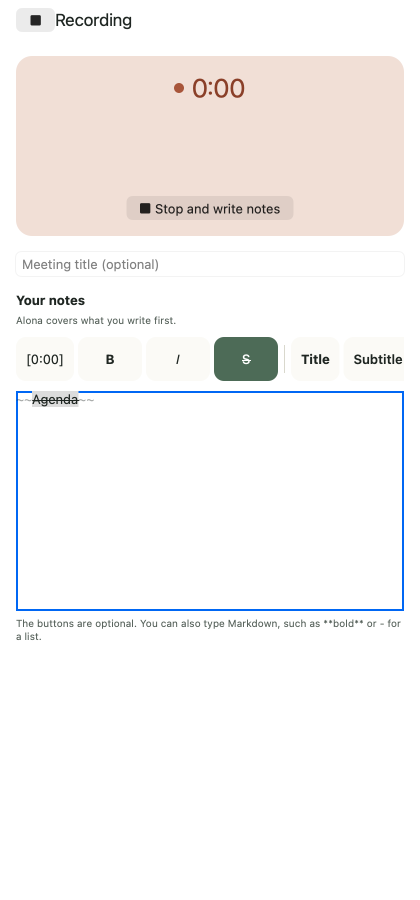 Recording
0:00
Stop and write notes
Meeting title (optional)
Your notes
Alona covers what you write first.
[0:00] B I S Title Subtitle
~~Agenda~~
The buttons are optional. You can also type Markdown, such as **bold** or - for
a list.